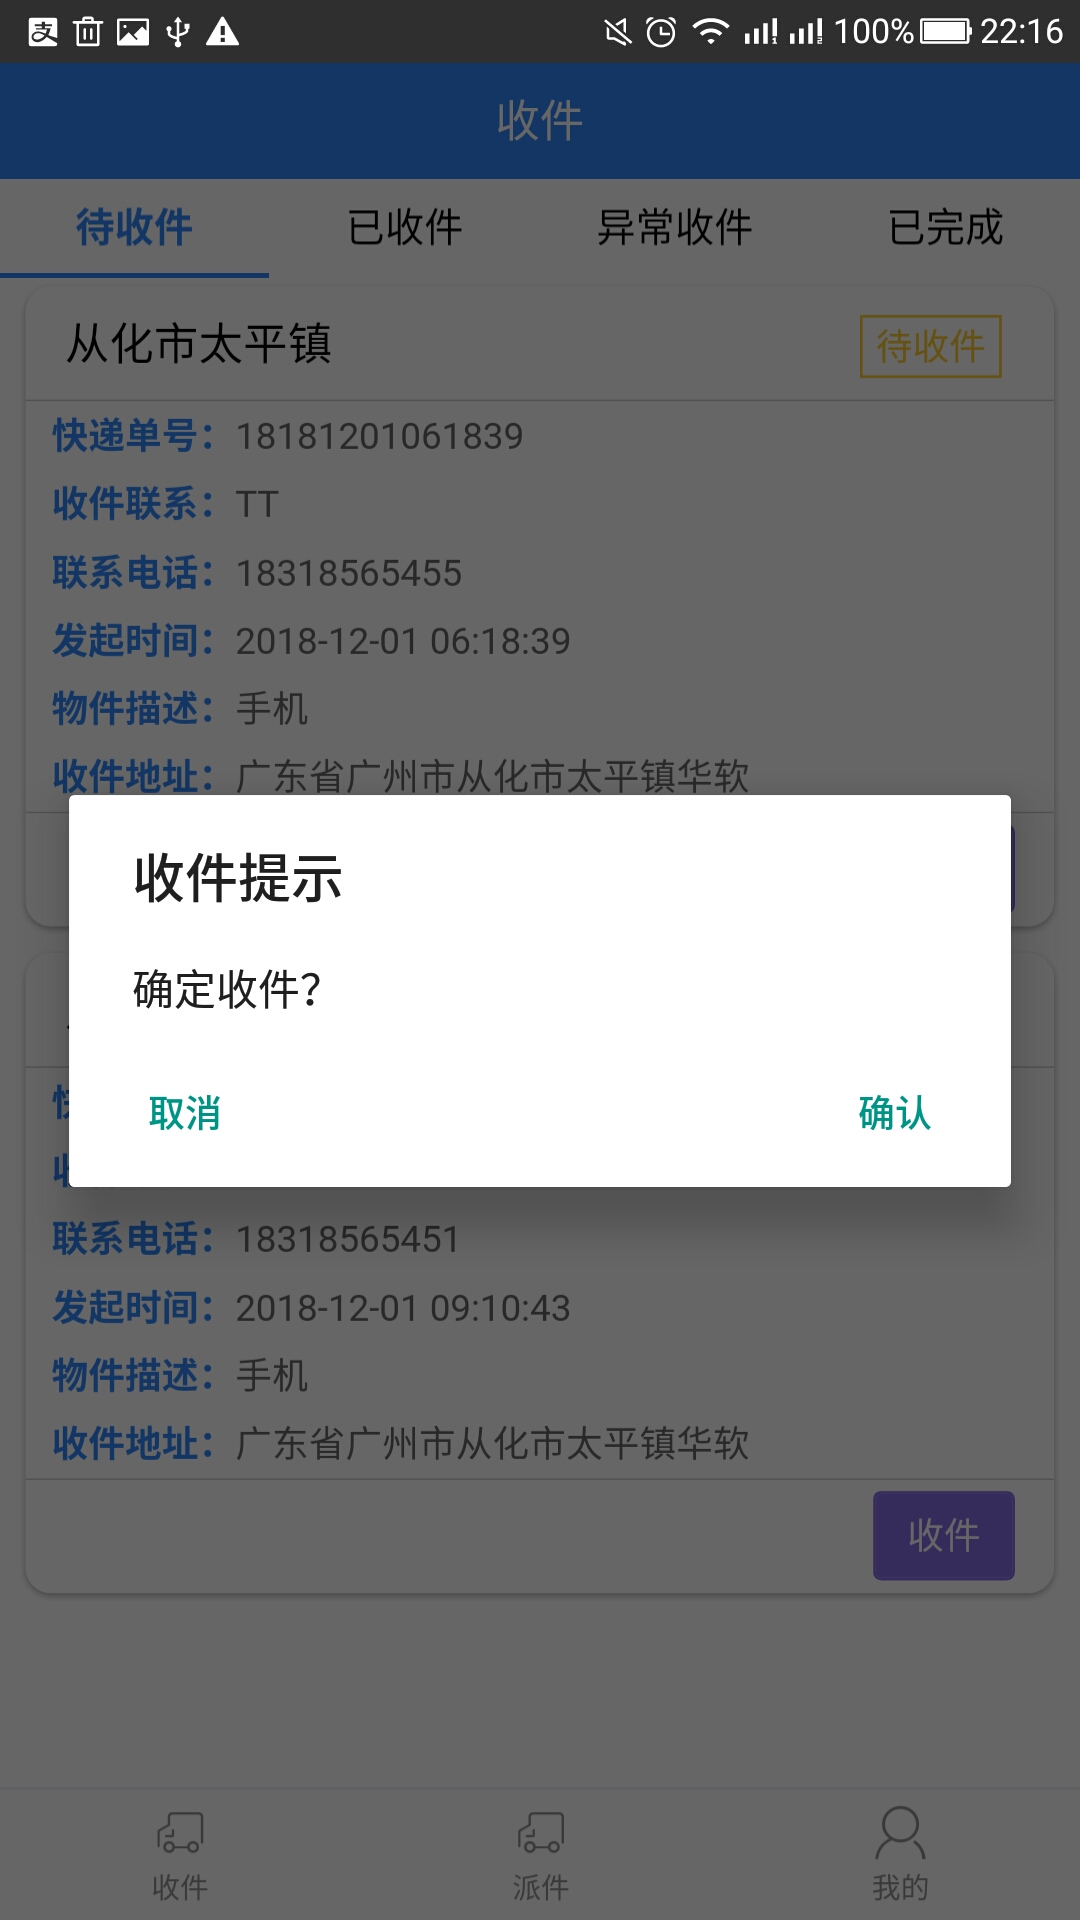 支 100% 22:16
收件
待收件 已收件 异常收件 已完成
从化市太平镇 待收件
快递单号： 18181201061839
收件联系： TT
联系电话： 18318565455
发起时间： 2018-12-01 06:18:39
物件描述： 手机
收件地址： 广东省广州市从化市太平镇华软
收件提示
确定收件？
取消 确认
联系电话： 18318565451
发起时间： 2018-12-01 09:10:43
物件描述： 手机
收件地址： 广东省广州市从化市太平镇华软
收件
收件 派件 我的